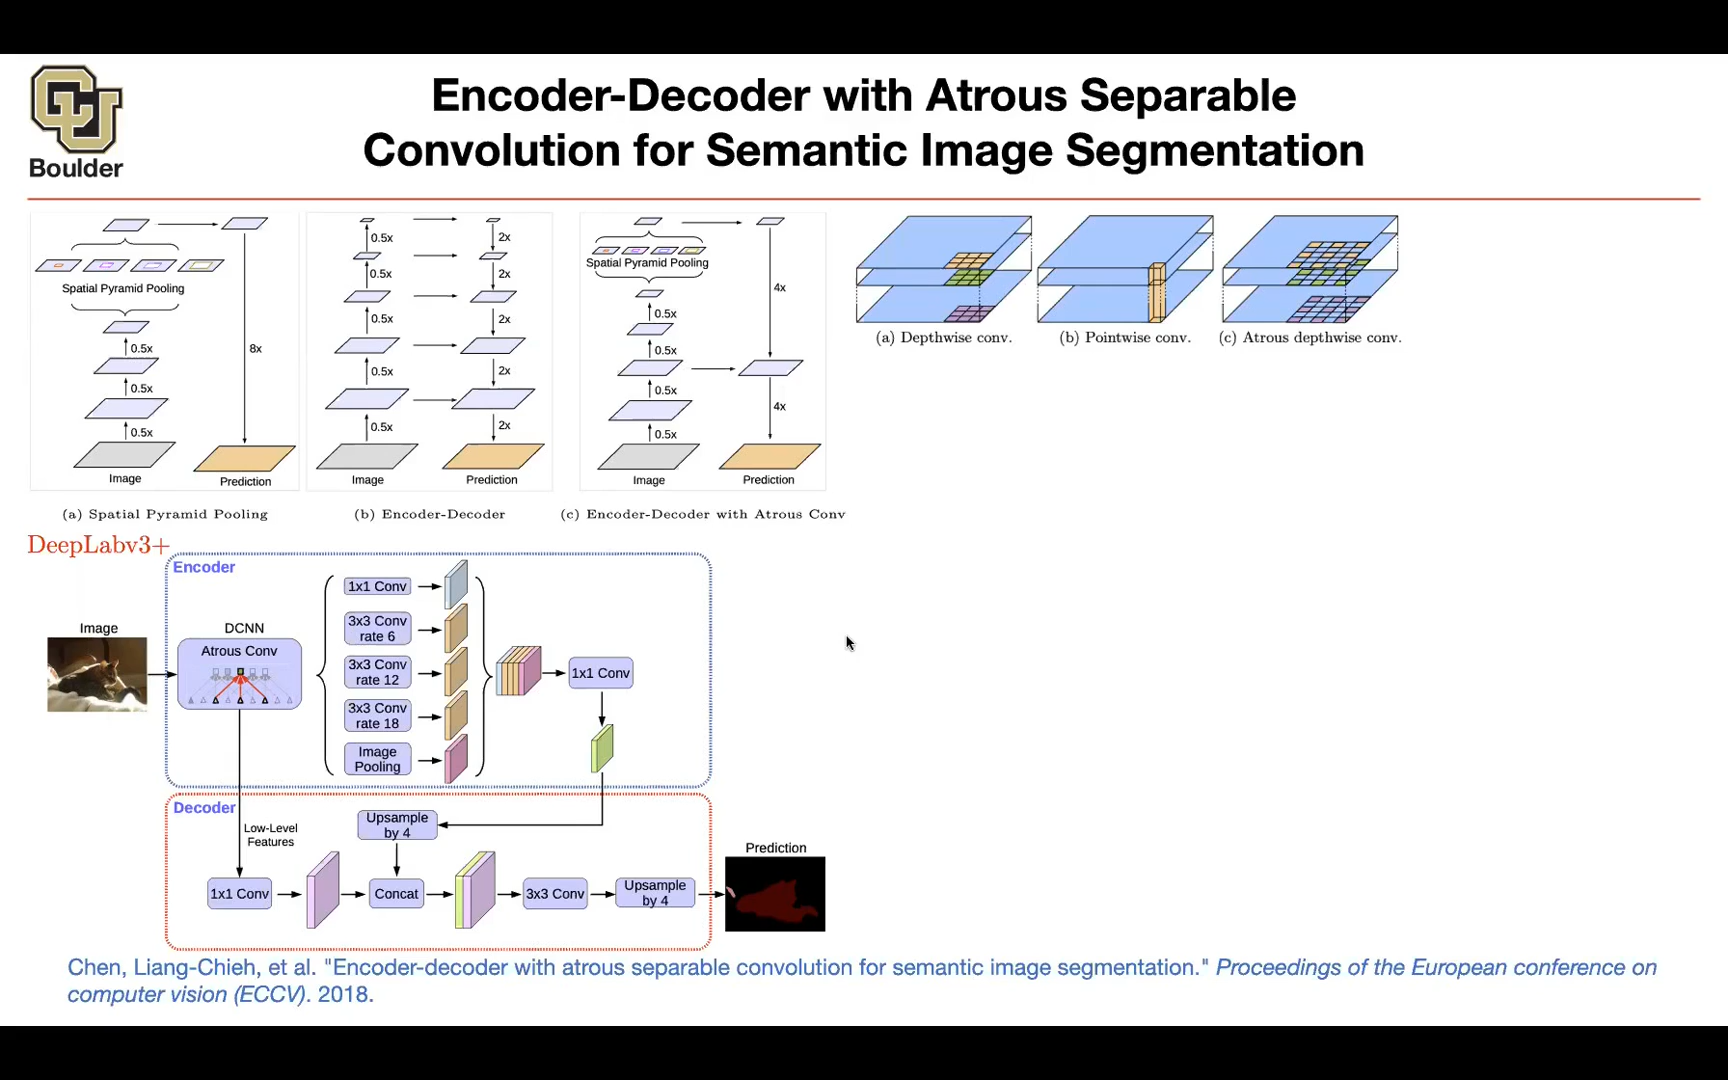 Boulder
Encoder-Decoder with Atrous Separable
Convolution for Semantic Image Segmentation
Spatial Pyramid Pooling
0.5x
0.5x
0.5x
8x
Image
Prediction
(a) Spatial Pyramid Pooling
0.5x
0.5x
0.5x
0.5x
0.5x
2x
2x
2x
2x
2x
Image
Prediction
(b) Encoder-Decoder
Spatial Pyramid Pooling
0.5x
0.5x
0.5x
0.5x
4x
4x
Image
Prediction
(c) Encoder-Decoder with Atrous Conv
(a) Depthwise conv.
(b) Pointwise conv.
(c) Atrous depthwise conv.
DeepLabv3+
Encoder
Image
DCNN
Atrous Conv
1x1 Conv
3x3 Conv
rate 6
3x3 Conv
rate 12
3x3 Conv
rate 18
Image
Pooling
1x1 Conv
Decoder
Low-Level
Features
Upsample
by 4
1x1 Conv
Concat
3x3 Conv
Upsample
by 4
Prediction
Chen, Liang-Chieh, et al. "Encoder-decoder with atrous separable convolution for semantic image segmentation." Proceedings of the European conference on
computer vision (ECCV). 2018.